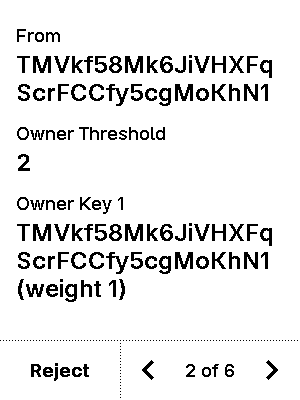 From
TMVkf58Mk6JiVHXFq
ScrFCCfy5cgMoKhN1
Owner Threshold
2
Owner Key 1
TMVkf58Mk6JiVHXFq
ScrFCCfy5cgMoKhN1
(weight 1)
Reject
2 of 6